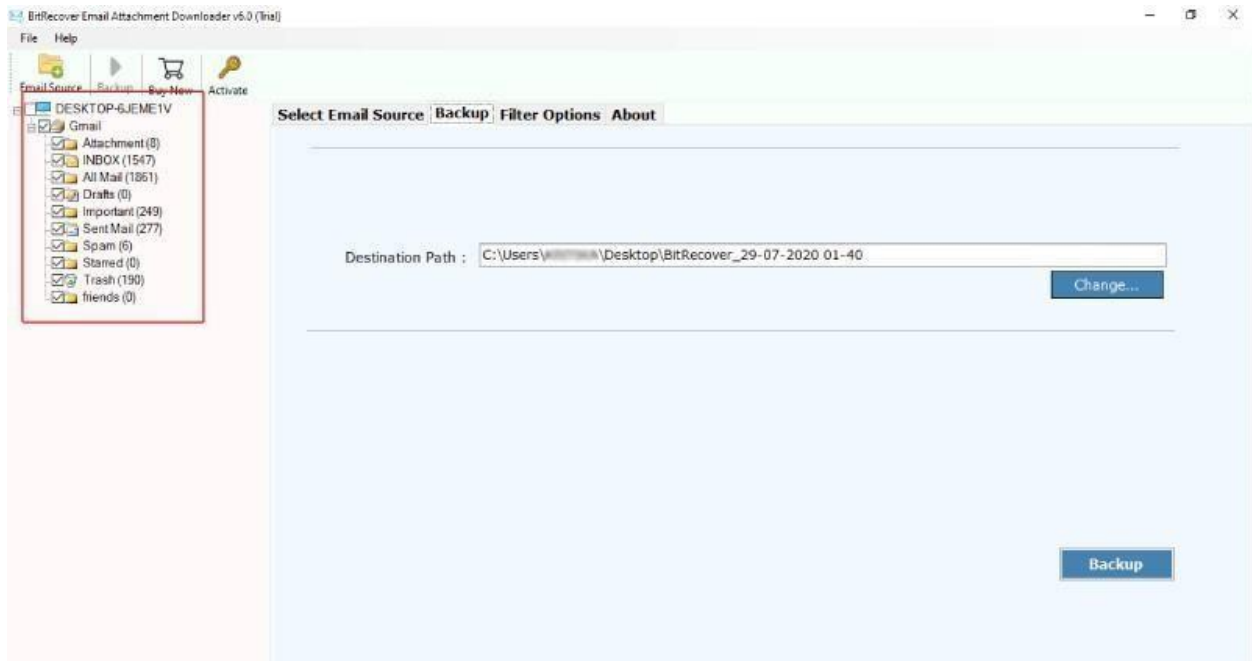 BitRecover Email Attachment Downloader v6.0 (Trial)
File Help
Email Source Backup Buy Now Activate
DESKTOP-6JEME1V
Gmail
Attachment (8)
INBOX (1547)
All Mail (1861)
Drafts (0)
Important (249)
Sent Mail (277)
Spam (6)
Starred (0)
Trash (190)
friends (0)
Select Email Source Backup Filter Options About
Destination Path : C:\Users\ \Desktop\BitRecover_29-07-2020 01-40
Change...
Backup